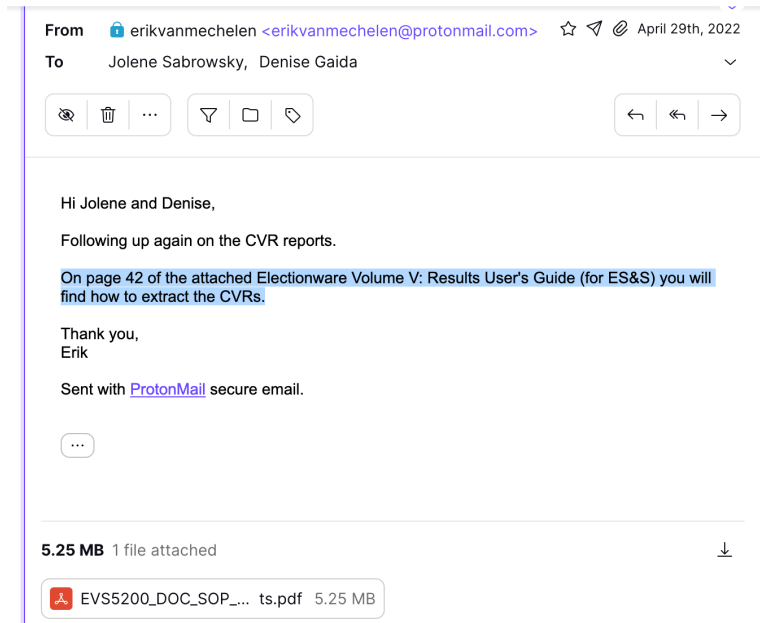 From erikvanmechelen <erikvanmechelen@protonmail.com> April 29th, 2022
To Jolene Sabrowsky, Denise Gaida
Hi Jolene and Denise,
Following up again on the CVR reports.
On page 42 of the attached Electionware Volume V: Results User's Guide (for ES&S) you will
find how to extract the CVRs.
Thank you,
Erik
Sent with ProtonMail secure email.
5.25 MB 1 file attached
EVS5200_DOC_SOP_... ts.pdf 5.25 MB